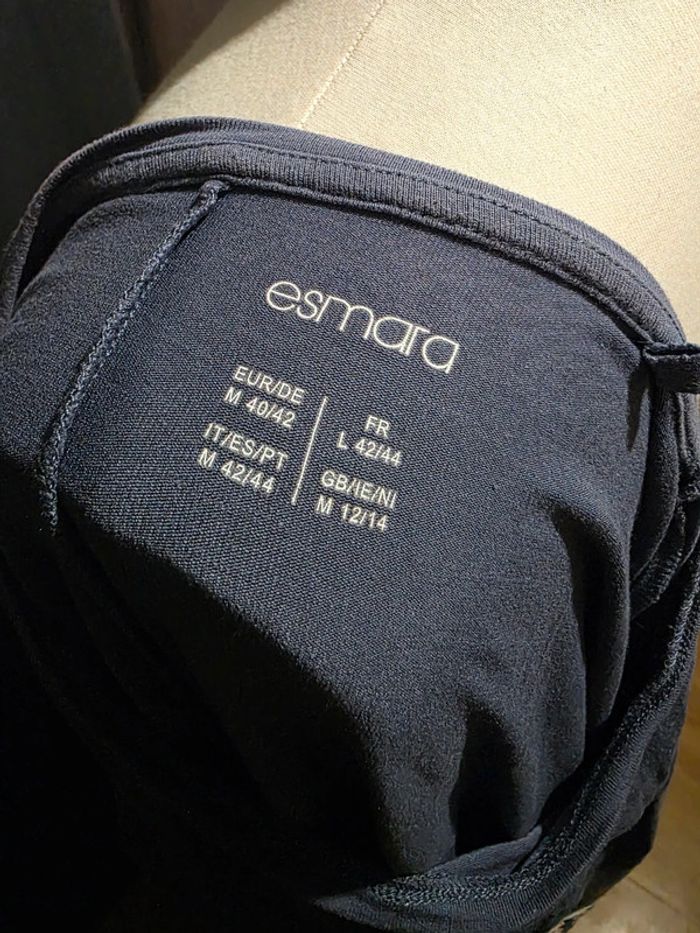 esmara
EUR/DE
M 40/42
IT/ES/PT
M 42/44
FR
L 42/44
GB/IE/NI
M 12/14